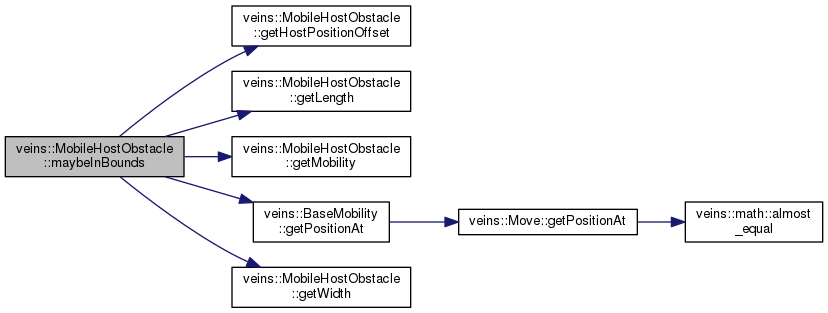 veins::MobileHostObstacle
::getHostPositionOffset
veins::MobileHostObstacle
::getLength
veins::MobileHostObstacle
::maybeInBounds
veins::MobileHostObstacle
::getMobility
veins::BaseMobility
::getPositionAt
veins::Move::getPositionAt
veins::math::almost
_equal
veins::MobileHostObstacle
::getWidth